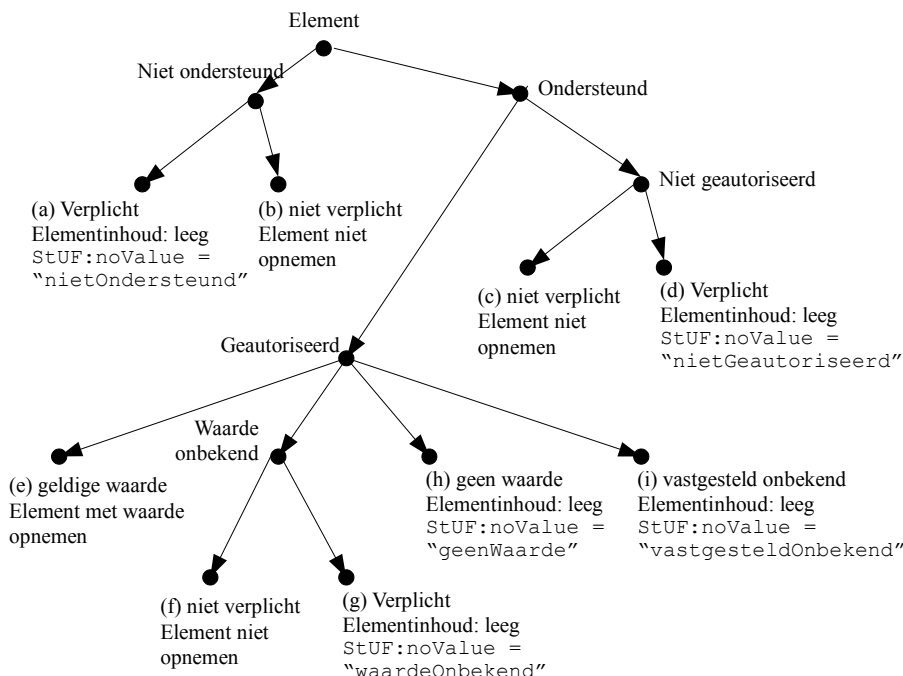 Element
Niet ondersteund
Ondersteund
Niet geautoriseerd
(a) Verplicht
Elementinhoud: leeg
StUF:noValue =
“nietOndersteund”
(b) niet verplicht
Element niet
opnemen
(c) niet verplicht
Element niet
opnemen
(d) Verplicht
Elementinhoud: leeg
StUF:noValue =
“nietGeautoriseerd”
Geautoriseerd
Waarde
onbekend
(e) geldige waarde
Element met waarde
opnemen
(h) geen waarde
Elementinhoud: leeg
StUF:noValue =
“geenWaarde”
(i) vastgesteld onbekend
Elementinhoud: leeg
StUF:noValue =
“vastgesteldOnbekend”
(f) niet verplicht
Element niet
opnemen
(g) Verplicht
Elementinhoud: leeg
StUF:noValue =
“waardeOnbekend”